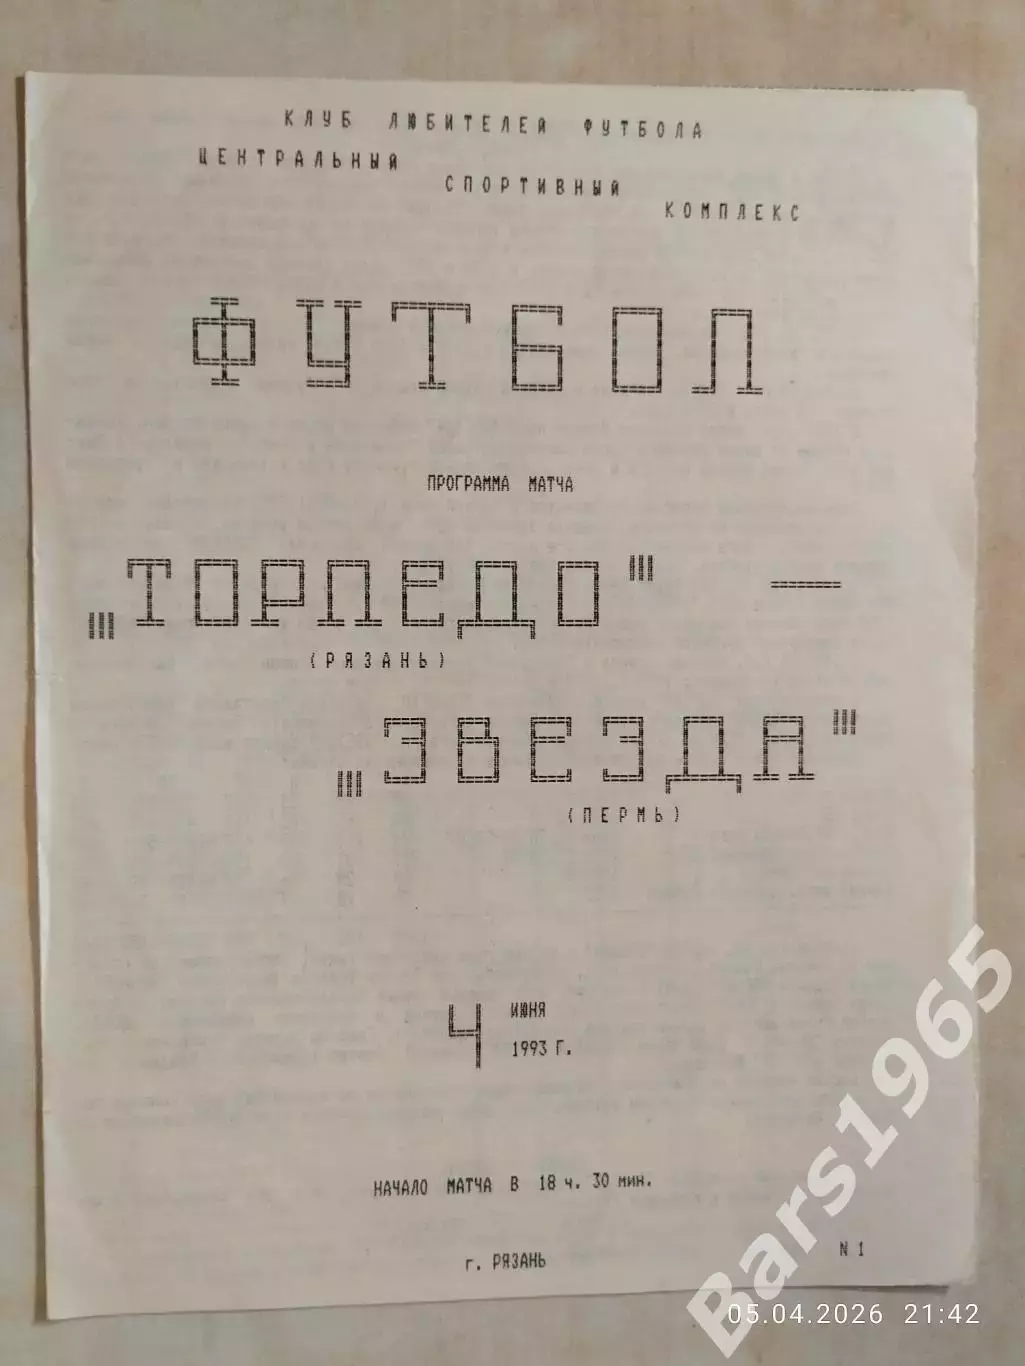 КЛУБ ЛЮБИТЕЛЕЙ ФУТБОЛА
ЦЕНТРАЛЬНЫЙ
СПОРТИВНЫЙ
КОМПЛЕКС
ФУТБОЛ
ПРОГРАММА МАТЧА
„ТОРПЕДО" —
(РЯЗАНЬ)
„ЗВЕЗДА"
(ПЕРМЬ)
4 ИЮНЯ
1993 Г.
НАЧАЛО МАТЧА В 18 ч. 30 мин.
г. РЯЗАНЬ
N 1
Bars1965
05.04.2026 21:42